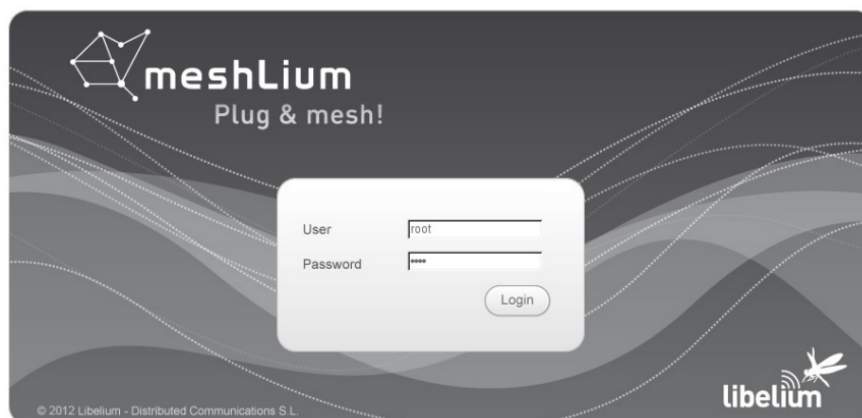 meshLium
Plug & mesh!
User root
Password ••••
Login
© 2012 Libelium - Distributed Communications S.L.
libelium